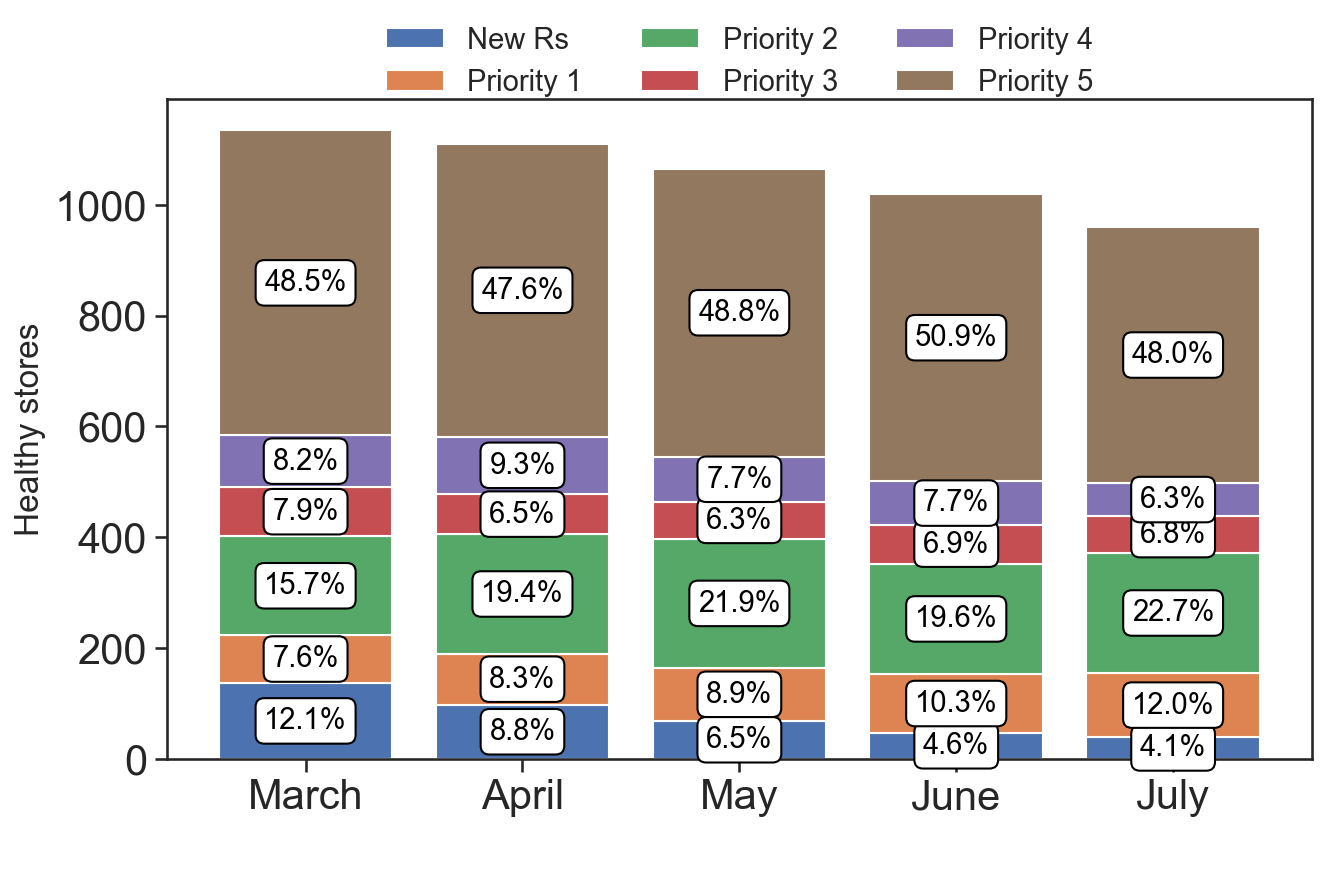 New Rs Priority 2 Priority 4
Priority 1 Priority 3 Priority 5
Healthy stores
1000
800
600
400
200
0
48.5% 47.6% 48.8% 50.9% 48.0%
8.2% 9.3% 7.7% 7.7% 6.3%
7.9% 6.5% 6.3% 6.9% 6.8%
15.7% 19.4% 21.9% 19.6% 22.7%
7.6% 8.3% 8.9% 10.3% 12.0%
12.1% 8.8% 6.5% 4.6% 4.1%
March April May June July